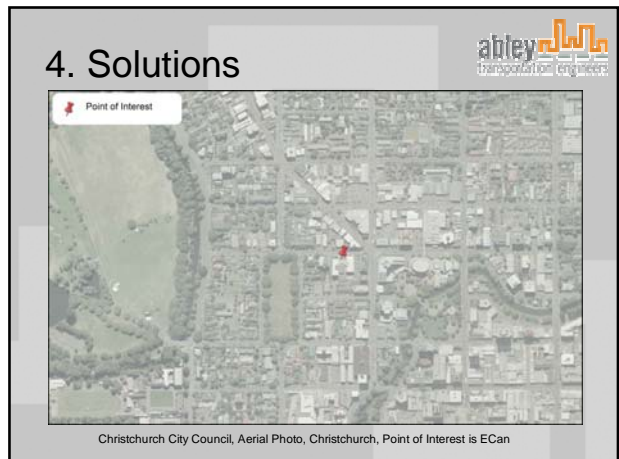 4. Solutions
abley
transportation engineers
Point of Interest
Christchurch City Council, Aerial Photo, Christchurch, Point of Interest is ECan